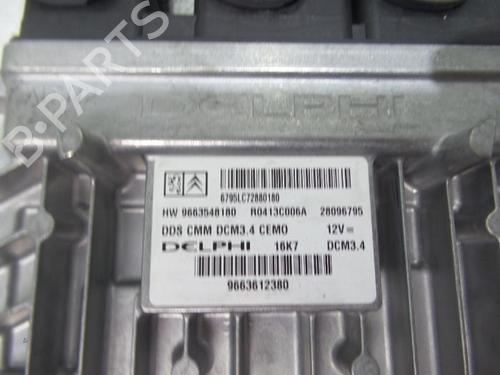 DELPHI
B-PARTS
6795LC72880180
HW 9663548180 R0413C006A 28096795
DDS CMM DCM3.4 CEMO 12V=
DELPHI 16K7 DCM3.4
9663612380